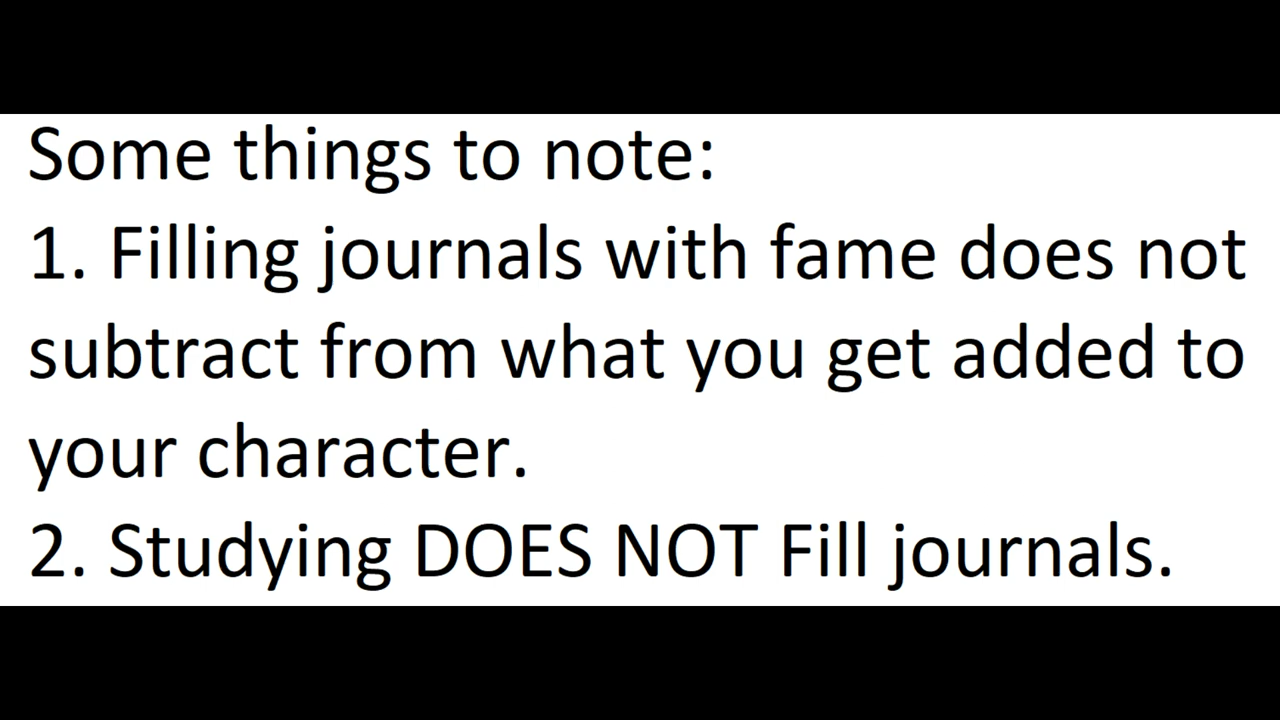 Some things to note:
1. Filling journals with fame does not
subtract from what you get added to
your character.
2. Studying DOES NOT Fill journals.